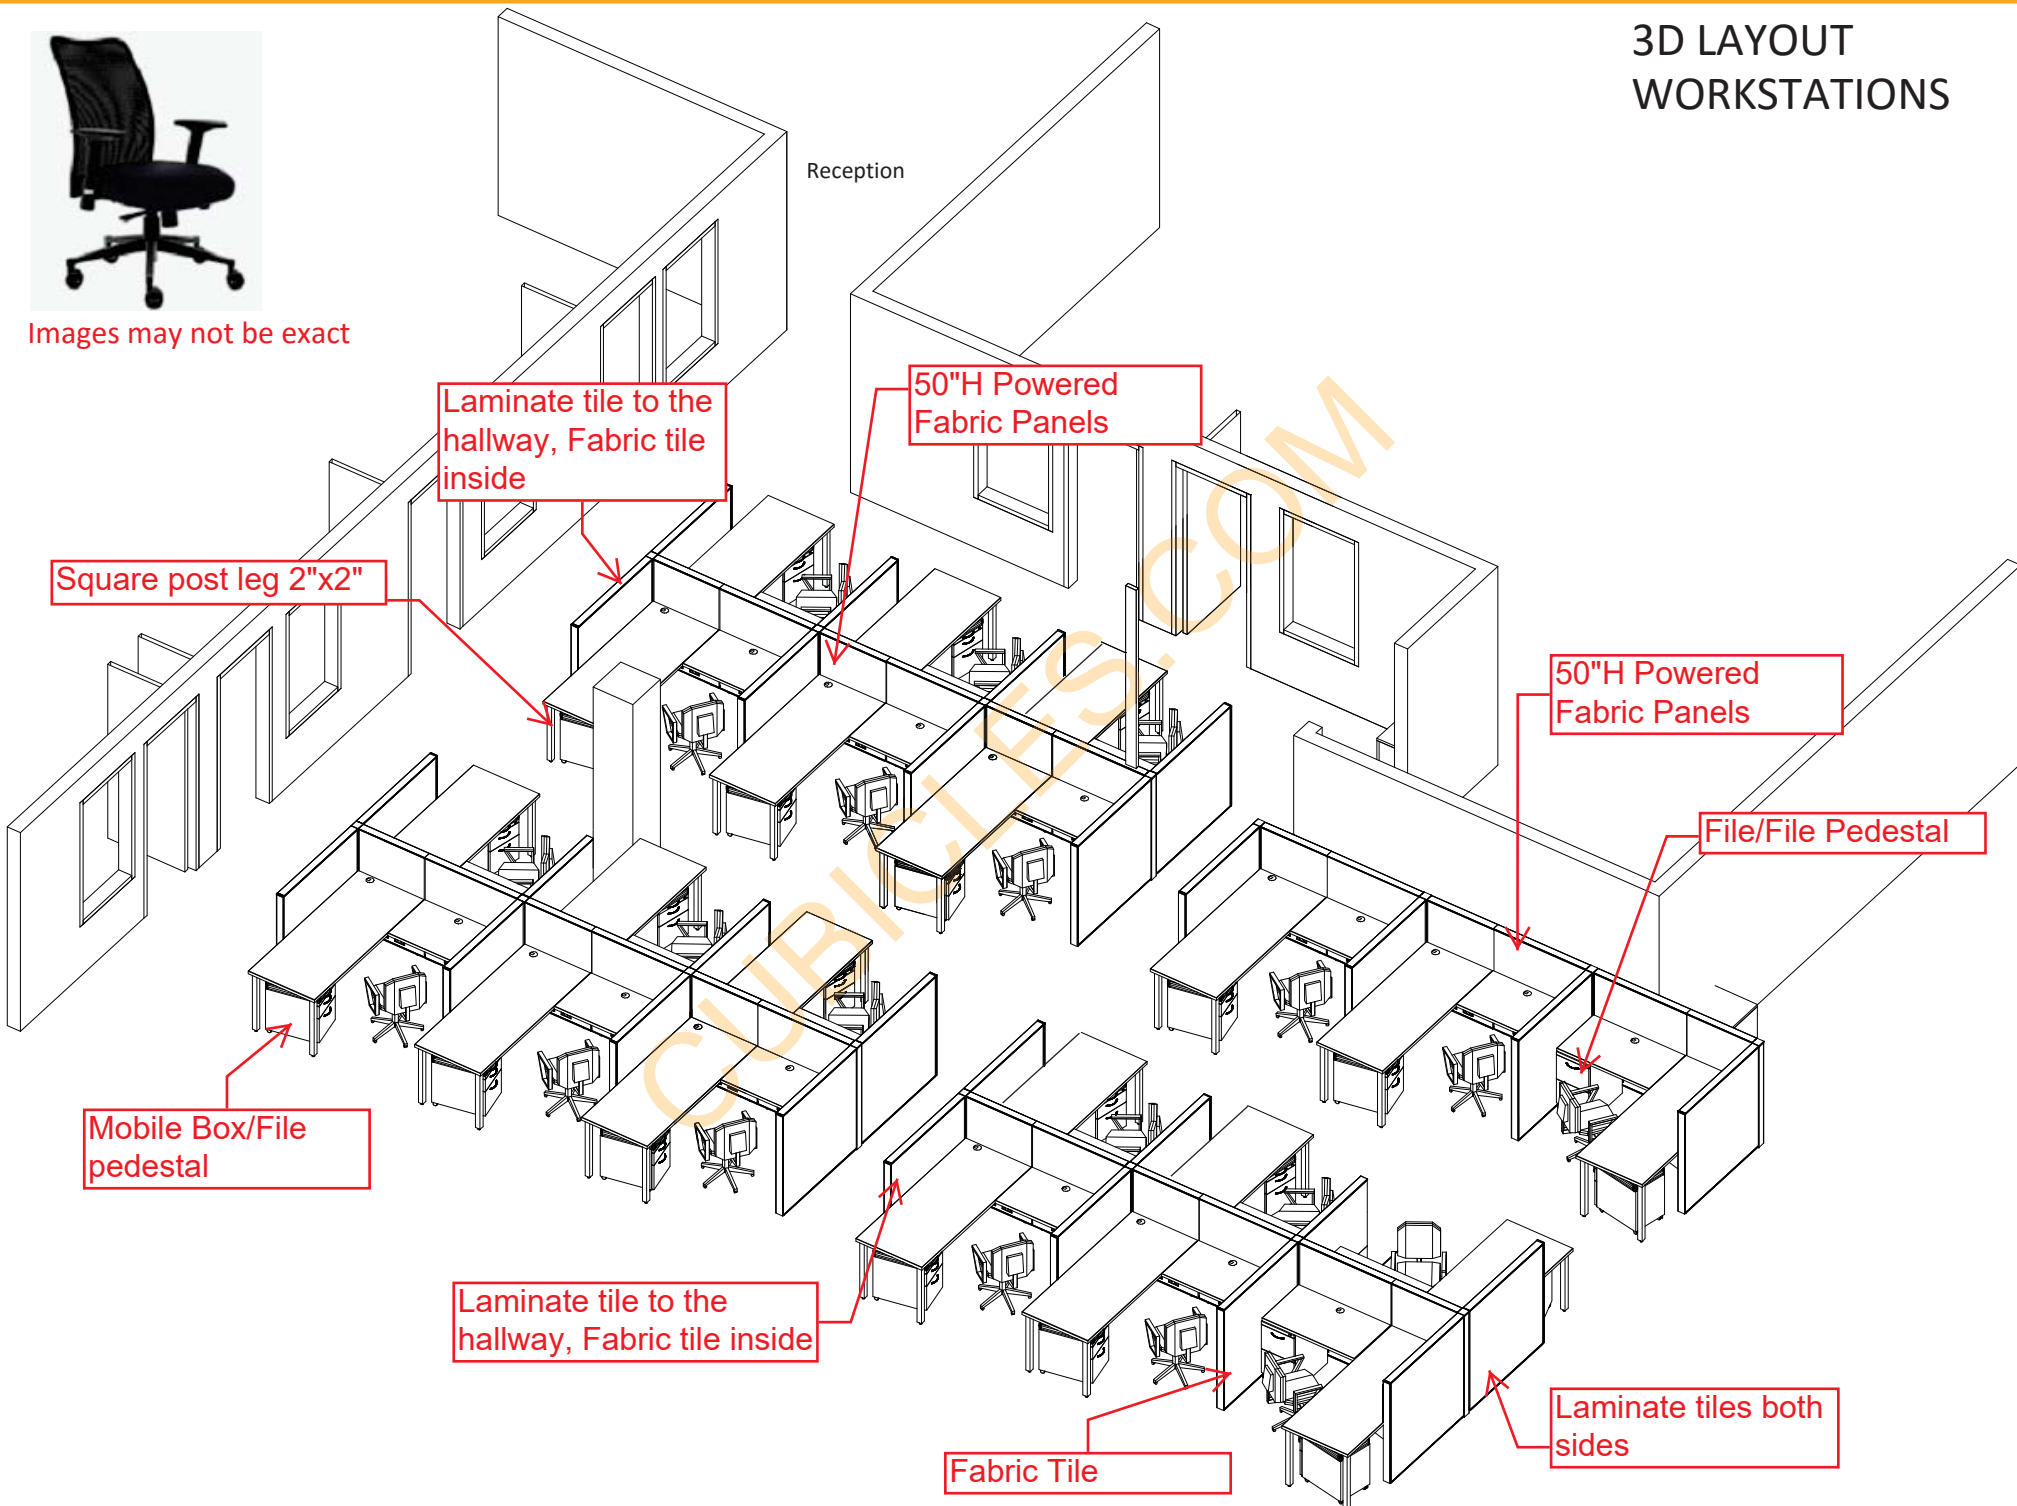 3D LAYOUT
WORKSTATIONS
Reception
Images may not be exact
Laminate tile to the
hallway, Fabric tile
inside
50"H Powered
Fabric Panels
Square post leg 2"x2"
50"H Powered
Fabric Panels
File/File Pedestal
Mobile Box/File
pedestal
Laminate tile to the
hallway, Fabric tile inside
Laminate tiles both
sides
Fabric Tile
CUBICLES.COM